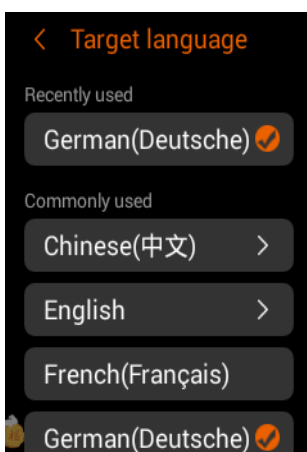 Target language
Recently used
German(Deutsche)
Commonly used
Chinese(中文)
English
French(Français)
German(Deutsche)